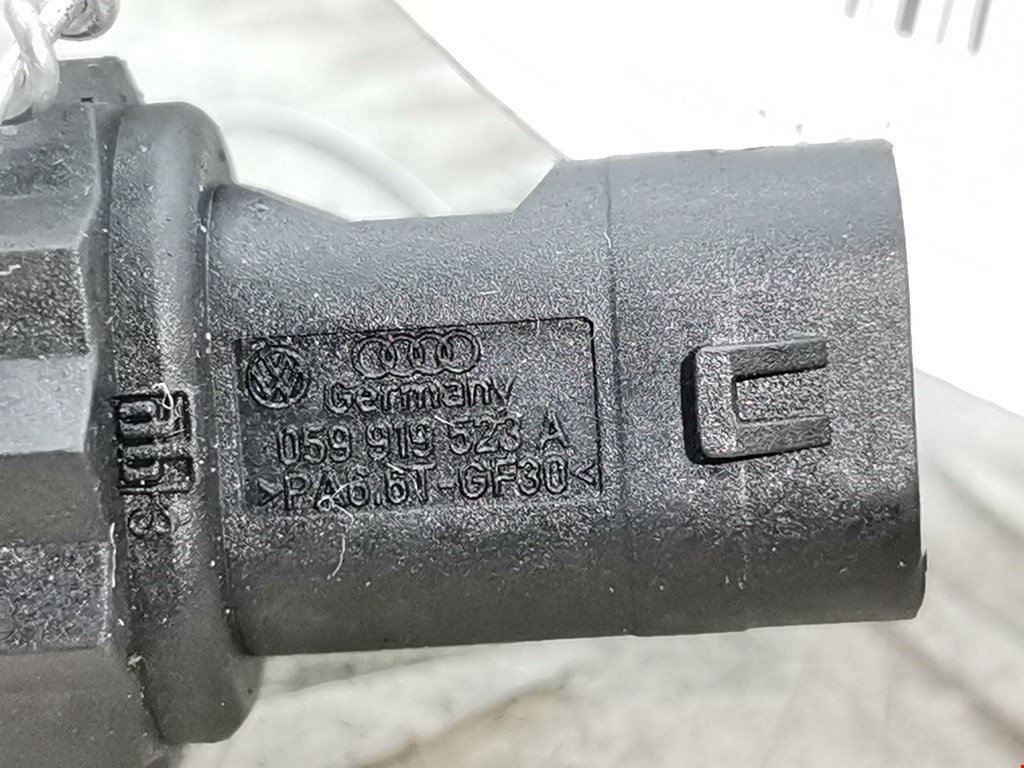 Germany
059 919 523 A
>PA6.6T-GF30<